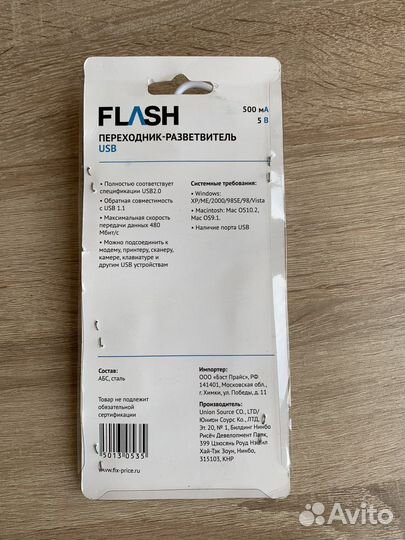 FLASH
500 мА
5 В
ПЕРЕХОДНИК-РАЗВЕТВИТЕЛЬ
USB
• Полностью соответствует
спецификации USB2.0
• Обратная совместимость
с USB 1.1
• Максимальная скорость
передачи данных 480
Мбит/с
• Можно подсоединить к
модему, принтеру, сканеру,
камере, клавиатуре и
другим USB устройствам
Системные требования:
• Windows:
XP/ME/2000/98SE/98/Vista
• Macintosh: Mac OS10.2,
Mac OS9.1.
• Наличие порта USB
Состав:
АБС, сталь
Товар не подлежит
обязательной
сертификации
5013 0535
www.fix-price.ru
Импортер:
ООО «Бэст Прайс», РФ
141401, Московская обл.,
г. Химки, ул. Победы, д. 11
Производитель:
Union Source CO., LTD/
Юнион Соурс Ко., ЛТД,
Эт. 20, № 1, Билдинг Нинбо
Рисёч Девелопмент Парк,
399 Цзюсянь Роуд Нэшнл
Хай-Тэк Зоун, Нинбо,
315103, КНР
Avito